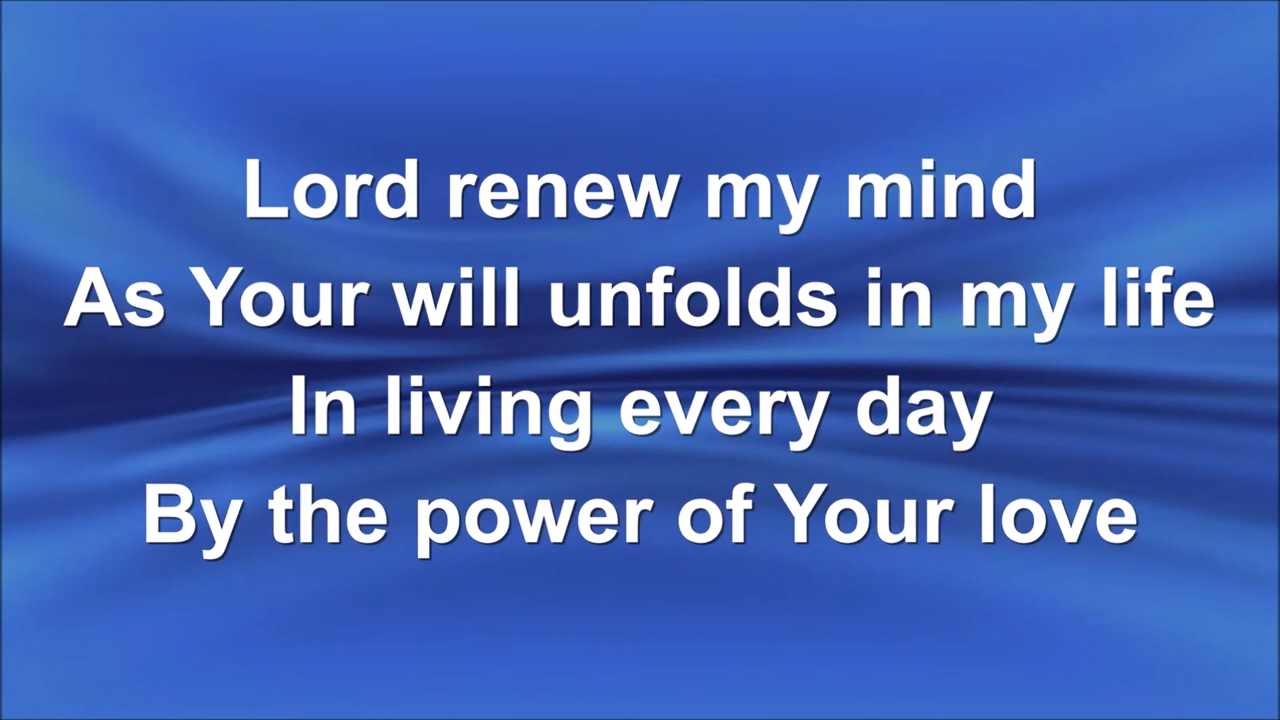 Lord renew my mind
As Your will unfolds in my life
In living every day
By the power of Your love